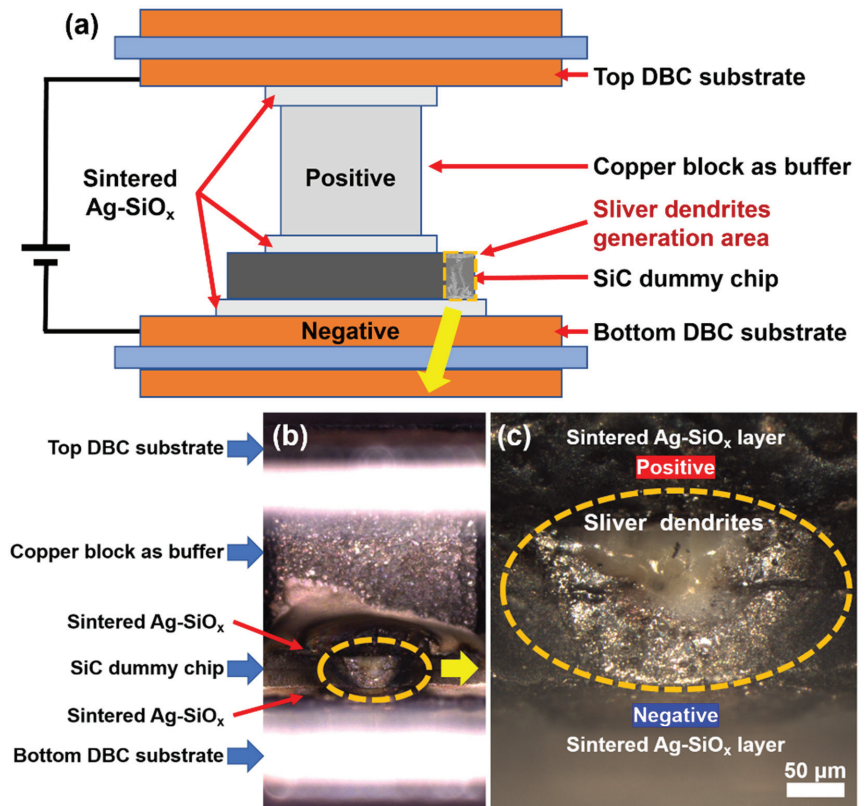 (a)
Top DBC substrate
Sintered
Ag-SiOₓ
Positive
Copper block as buffer
Sliver dendrites
generation area
SiC dummy chip
Negative
Bottom DBC substrate
(b)
Top DBC substrate
Copper block as buffer
Sintered Ag-SiOₓ
SiC dummy chip
Sintered Ag-SiOₓ
Bottom DBC substrate
(c)
Sintered Ag-SiOₓ layer
Positive
Sliver dendrites
Negative
Sintered Ag-SiOₓ layer
50 μm